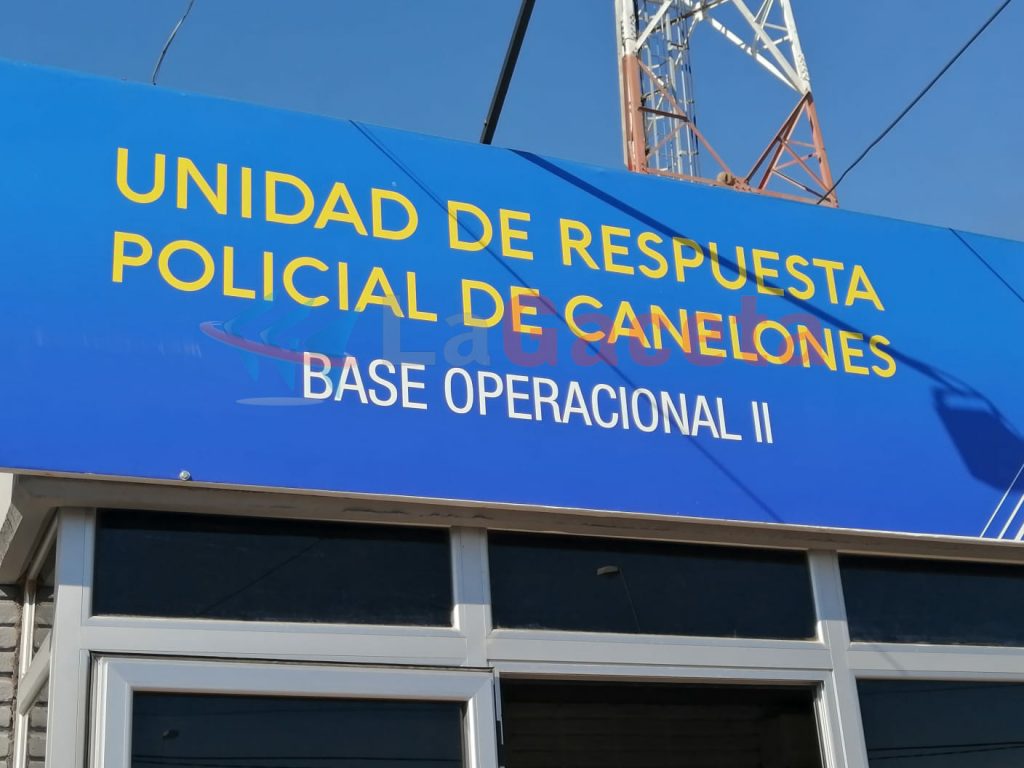 UNIDAD DE RESPUESTA
POLICIAL DE CANELONES
LaGaceta
BASE OPERACIONAL II